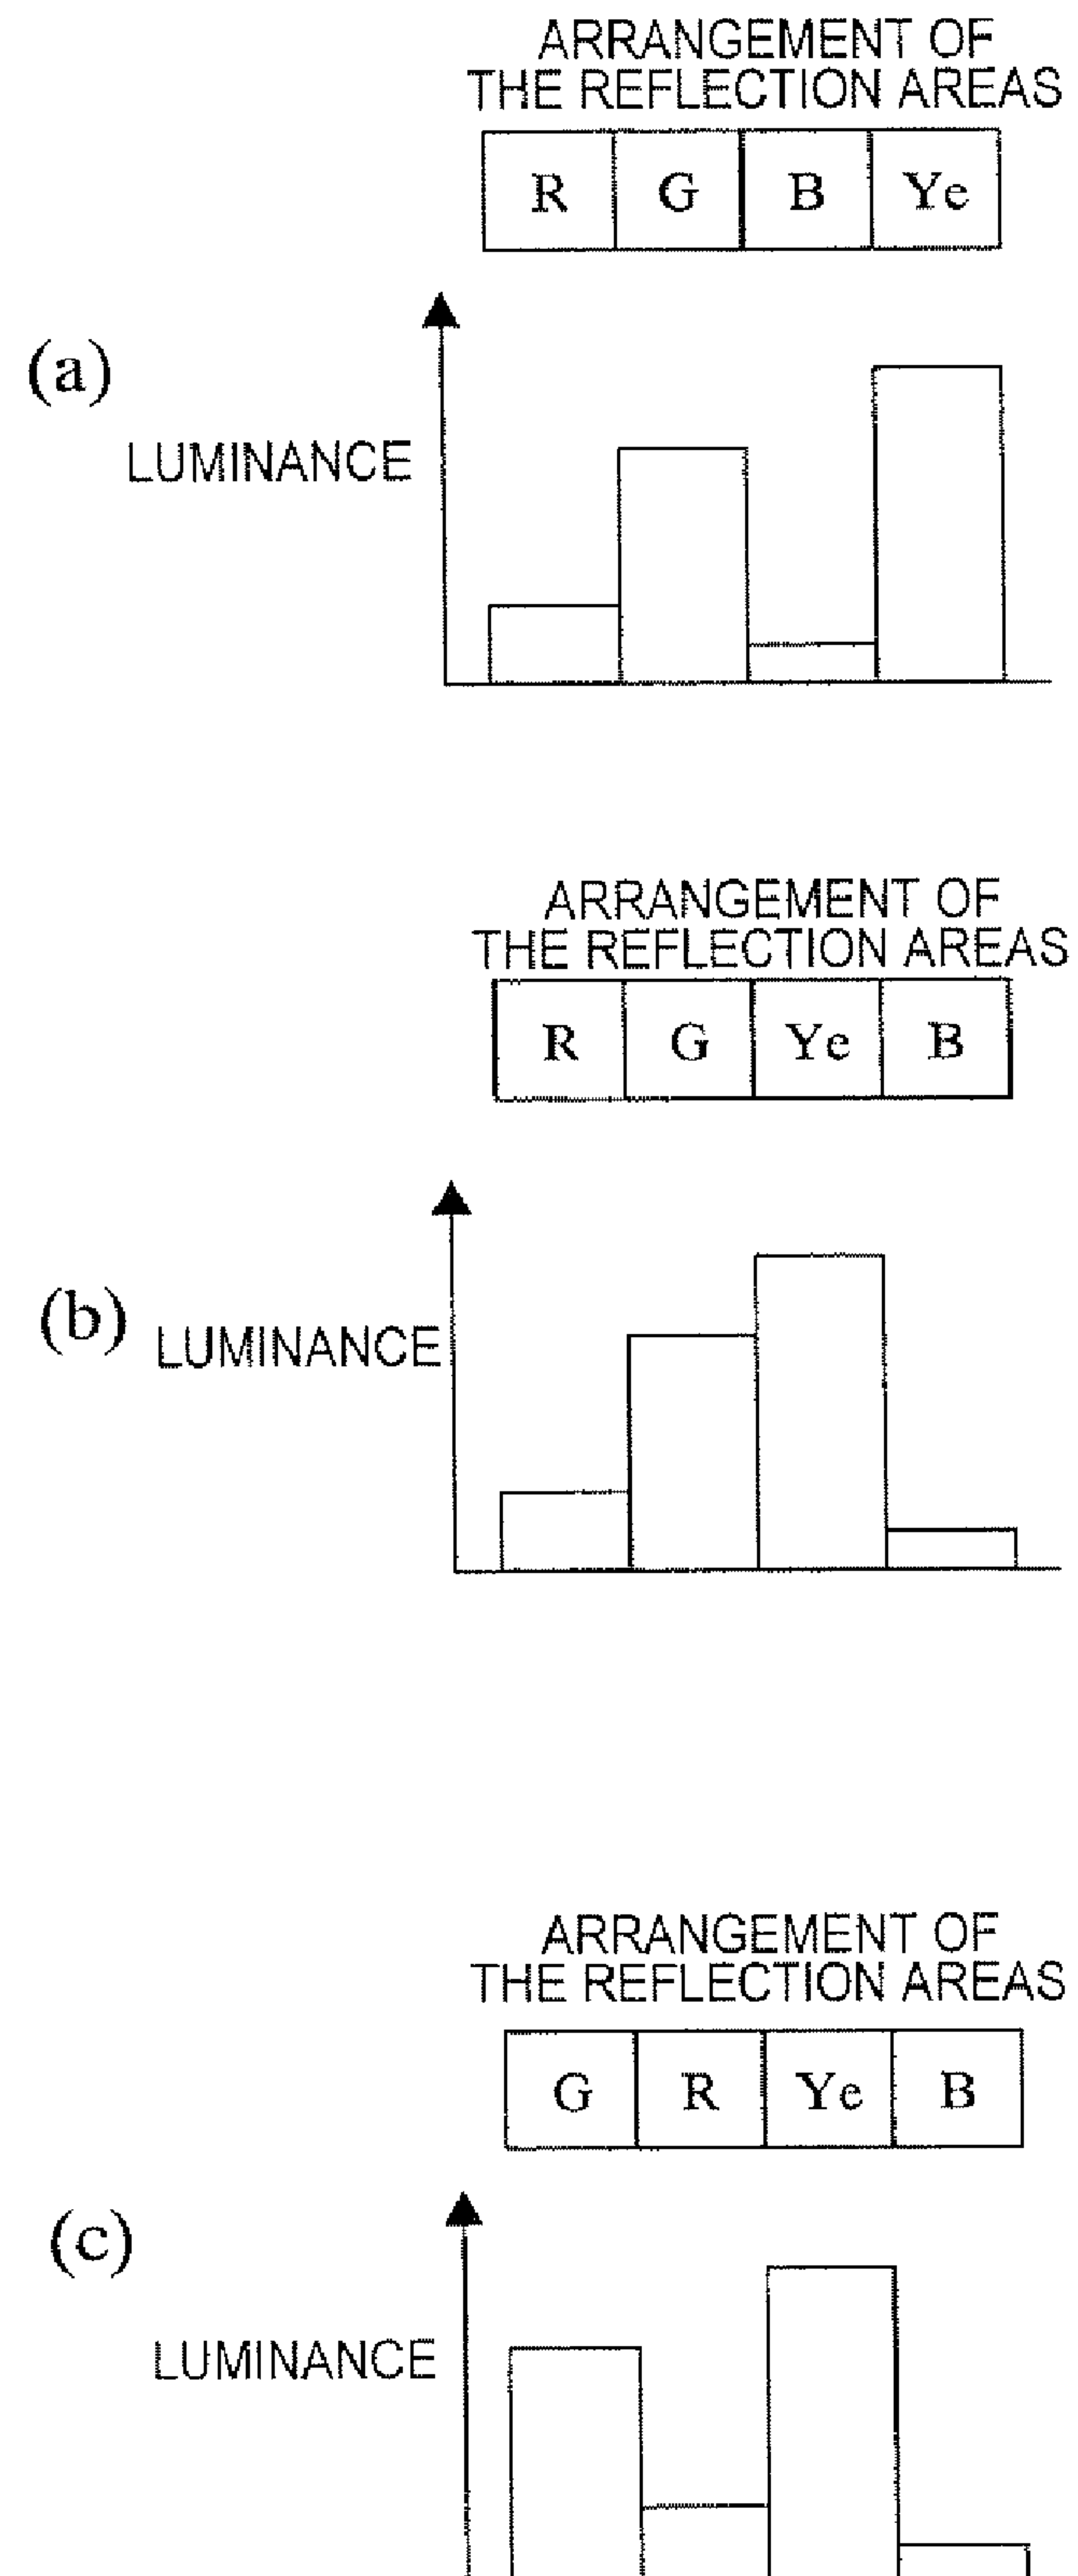 ARRANGEMENT OF
THE REFLECTION AREAS
R G B Ye
(a)
LUMINANCE
ARRANGEMENT OF
THE REFLECTION AREAS
R G Ye B
(b)
LUMINANCE
ARRANGEMENT OF
THE REFLECTION AREAS
G R Ye B
(c)
LUMINANCE